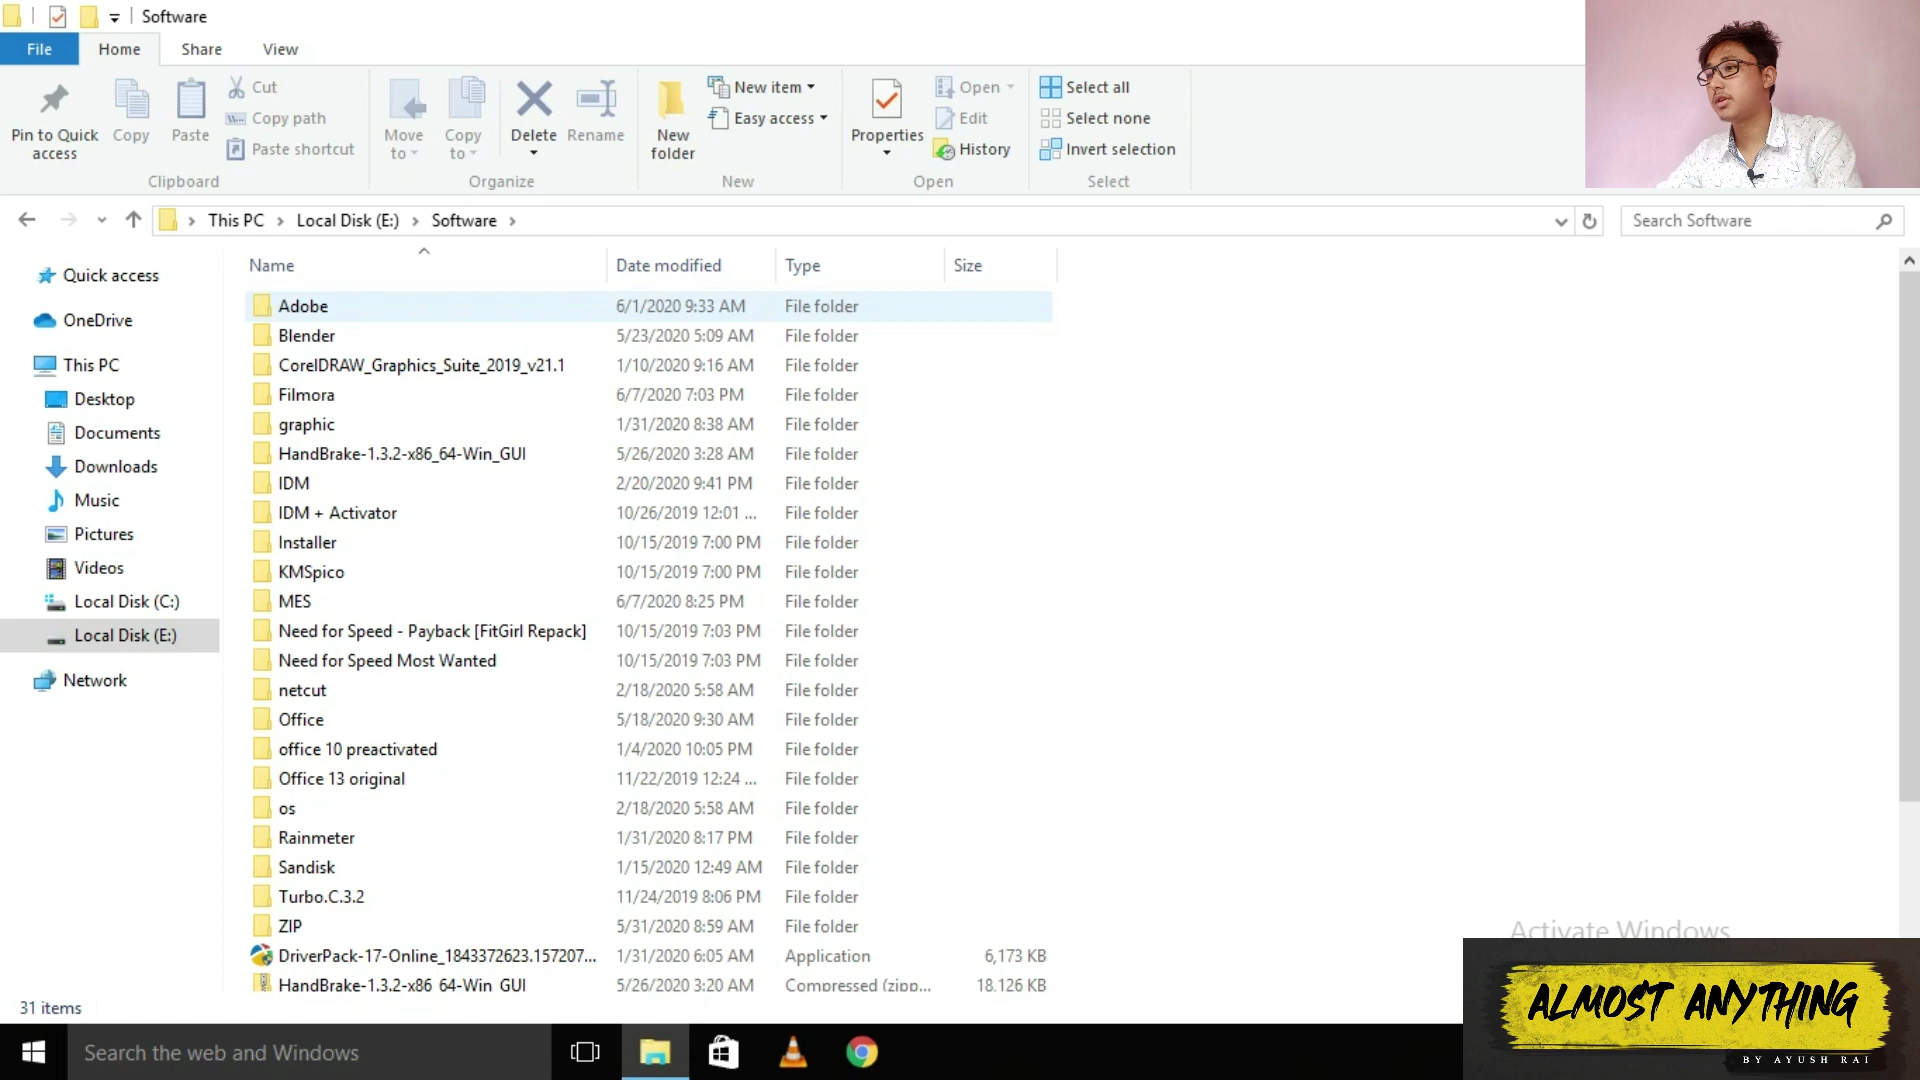 Software
File Home Share View
Pin to Quick access
Copy
Paste
Cut
Copy path
Paste shortcut
Clipboard
Move to
Copy to
Delete
Rename
Organize
New folder
New item
Easy access
New
Properties
Open
Edit
History
Open
Select all
Select none
Invert selection
Select
This PC Local Disk (E:) Software
Search Software
Quick access
OneDrive
This PC
Desktop
Documents
Downloads
Music
Pictures
Videos
Local Disk (C:)
Local Disk (E:)
Network
Name Date modified Type Size
Adobe 6/1/2020 9:33 AM File folder
Blender 5/23/2020 5:09 AM File folder
CorelDRAW_Graphics_Suite_2019_v21.1 1/10/2020 9:16 AM File folder
Filmora 6/7/2020 7:03 PM File folder
graphic 1/31/2020 8:38 AM File folder
HandBrake-1.3.2-x86_64-Win_GUI 5/26/2020 3:28 AM File folder
IDM 2/20/2020 9:41 PM File folder
IDM + Activator 10/26/2019 12:01 ... File folder
Installer 10/15/2019 7:00 PM File folder
KMSpico 10/15/2019 7:00 PM File folder
MES 6/7/2020 8:25 PM File folder
Need for Speed - Payback [FitGirl Repack] 10/15/2019 7:03 PM File folder
Need for Speed Most Wanted 10/15/2019 7:03 PM File folder
netcut 2/18/2020 5:58 AM File folder
Office 5/18/2020 9:30 AM File folder
office 10 preactivated 1/4/2020 10:05 PM File folder
Office 13 original 11/22/2019 12:24 ... File folder
os 2/18/2020 5:58 AM File folder
Rainmeter 1/31/2020 8:17 PM File folder
Sandisk 1/15/2020 12:49 AM File folder
Turbo.C.3.2 11/24/2019 8:06 PM File folder
ZIP 5/31/2020 8:59 AM File folder
DriverPack-17-Online_1843372623.157207... 1/31/2020 6:05 AM Application 6,173 KB
HandBrake-1.3.2-x86_64-Win_GUI 5/26/2020 3:20 AM Compressed (zipp... 18,126 KB
31 items
Activate Windows
ALMOST ANYTHING
BY AYUSH RAI
Search the web and Windows